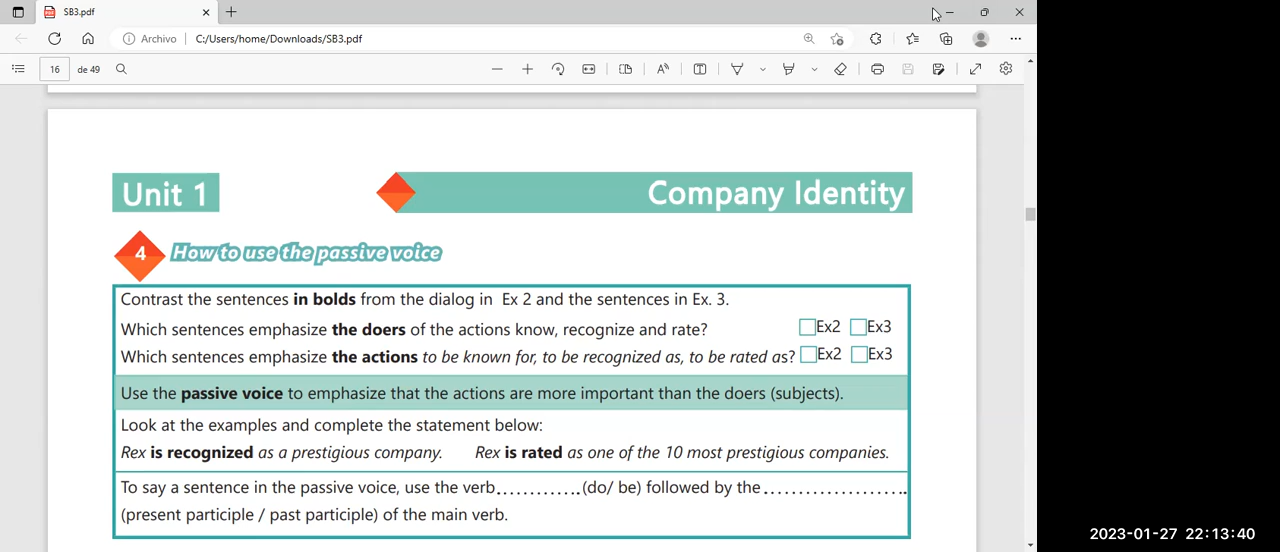 SB3.pdf
Archivo
C:/Users/home/Downloads/SB3.pdf
16
de 49
Unit 1
Company Identity
4
How to use the passive voice
Contrast the sentences in bolds from the dialog in Ex 2 and the sentences in Ex. 3.
Which sentences emphasize the doers of the actions know, recognize and rate? Ex2 Ex3
Which sentences emphasize the actions to be known for, to be recognized as, to be rated as? Ex2 Ex3
Use the passive voice to emphasize that the actions are more important than the doers (subjects).
Look at the examples and complete the statement below:
Rex is recognized as a prestigious company. Rex is rated as one of the 10 most prestigious companies.
To say a sentence in the passive voice, use the verb............. (do/ be) followed by the .....................
(present participle / past participle) of the main verb.
2023-01-27 22:13:40